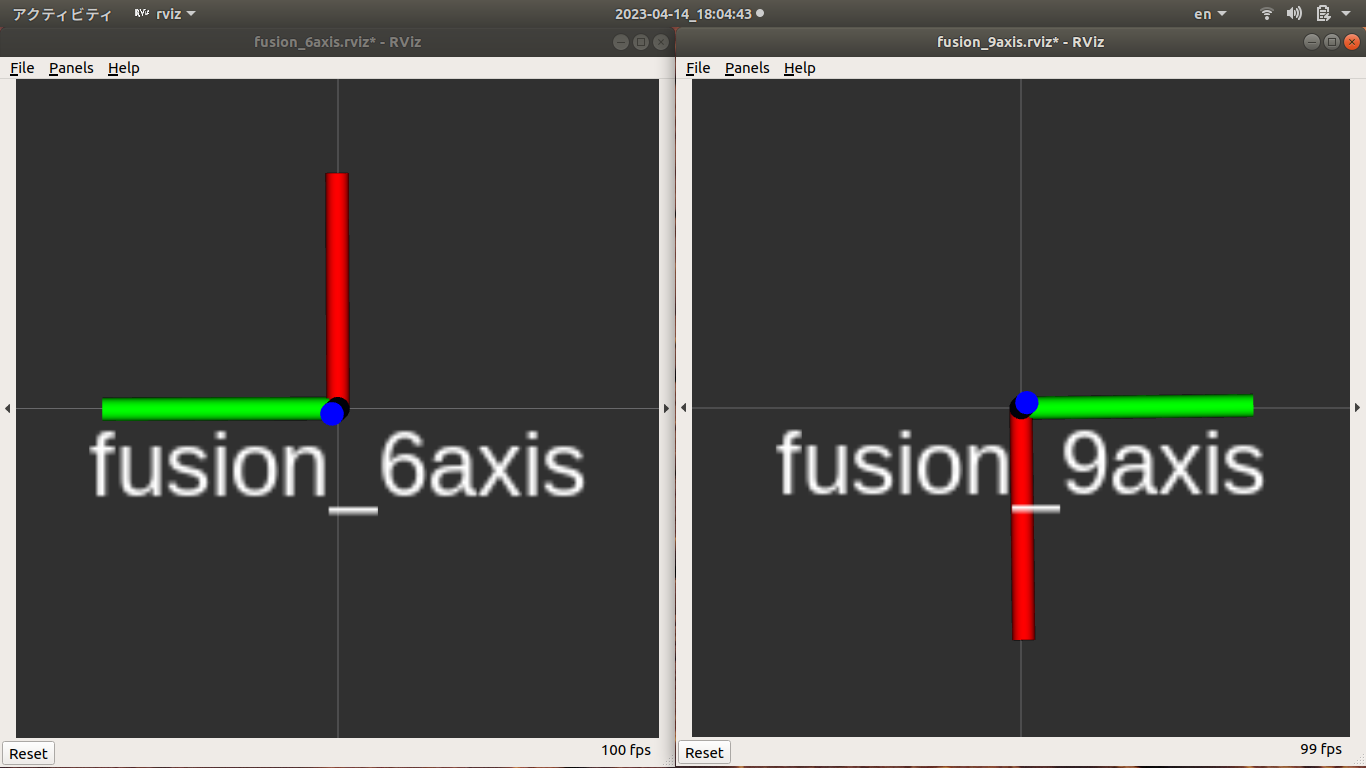 アクティビティ rviz 2023-04-14_18:04:43 en
fusion_6axis.rviz* - RViz
File Panels Help
fusion_6axis
Reset 100 fps
fusion_9axis.rviz* - RViz
File Panels Help
fusion_9axis
Reset 99 fps